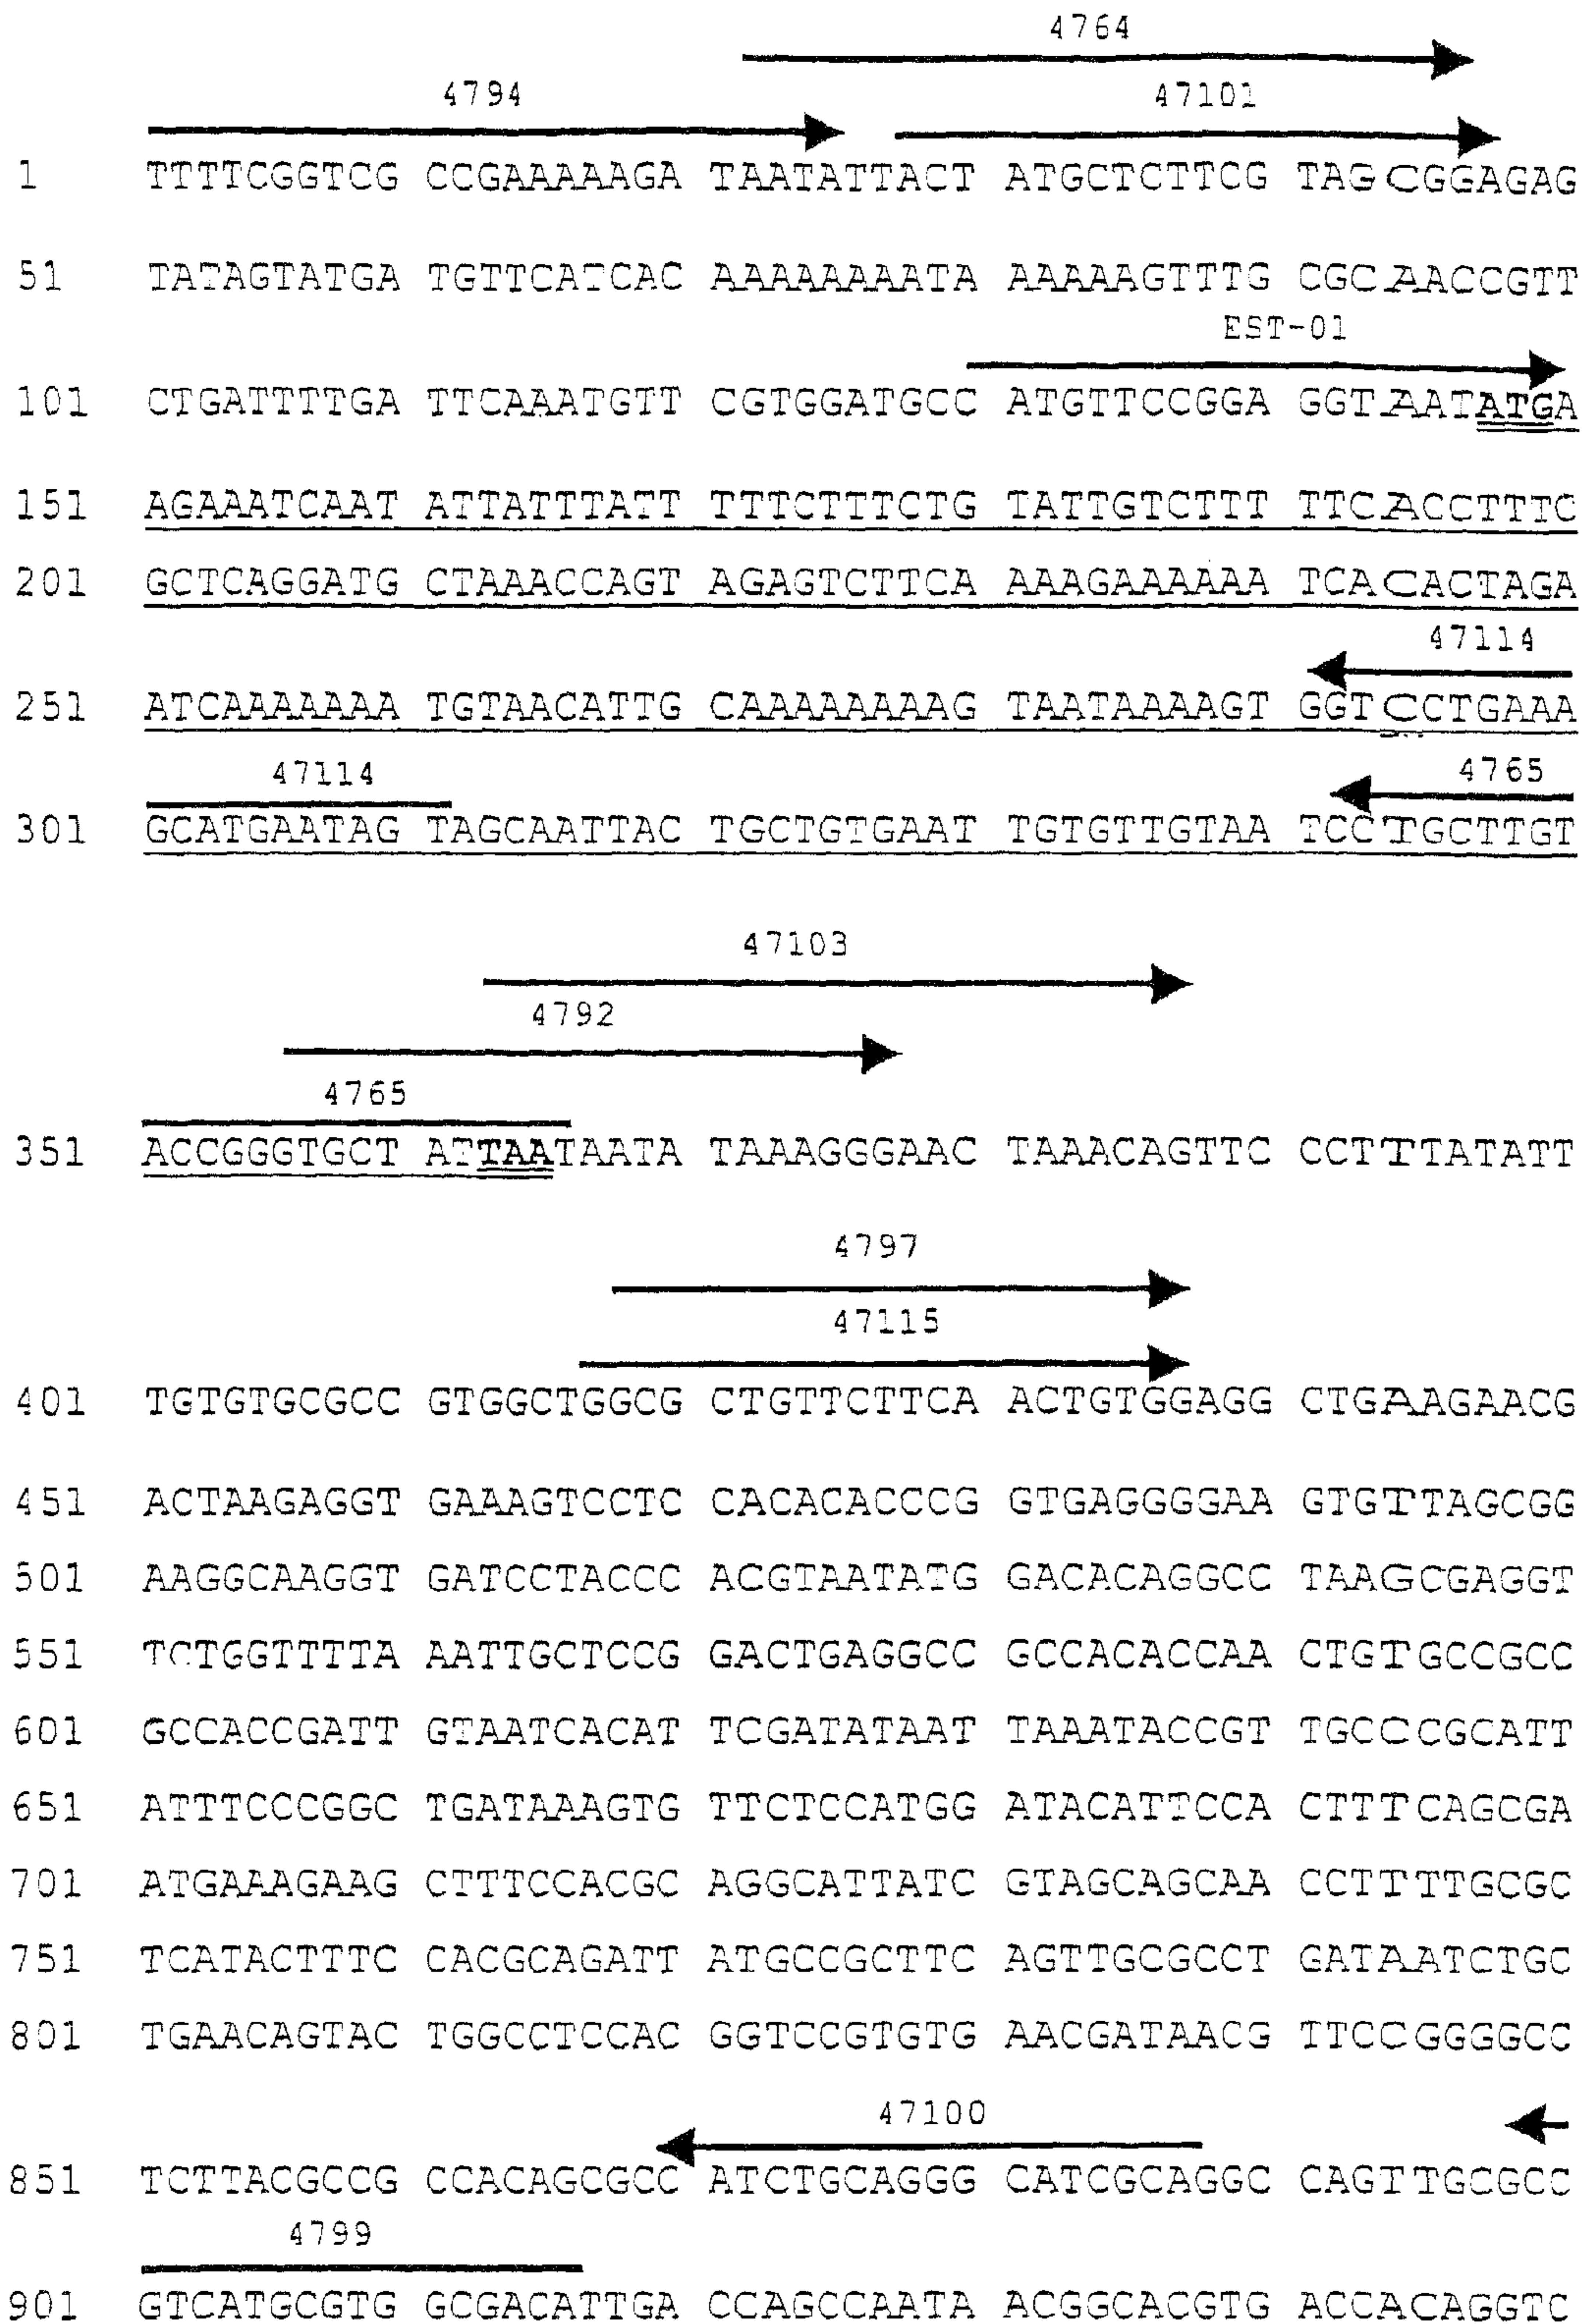 4764
4794 47101
1 TTTTCGGTCG CCGAAAAAGA TAATATTACT ATGCTCTTCG TAGCGGAGAG
51 TATAGTATGA TGTTCATCAC AAAAAAAATA AAAAAGTTTG CGCAACCGTT
EST-01
101 CTGATTTTGA TTCAAATGTT CGTGGATGCC ATGTTCCGGA GGTAATATGA
151 AGAAATCAAT ATTATTTATT TTTCTTTCTG TATTGTCTTT TTCACCTTTC
201 GCTCAGGATG CTAAACCAGT AGAGTCTTCA AAAGAAAAAA TCACACTAGA
47114
251 ATCAAAAAAA TGTAACATTG CAAAAAAAAG TAATAAAAGT GGTCCTGAAA
47114 4765
301 GCATGAATAG TAGCAATTAC TGCTGTGAAT TGTGTTGTAA TCCTGCTTGT
47103
4792
4765
351 ACCGGGTGCT ATTAATAATA TAAAGGGAAC TAAACAGTTC CCTTTATATT
4797
47115
401 TGTGTGCGCC GTGGCTGGCG CTGTTCTTCA ACTGTGGAGG CTGAAGAACG
451 ACTAAGAGGT GAAAGTCCTC CACACACCCG GTGAGGGGAA GTGTTAGCGG
501 AAGGCAAGGT GATCCTACCC ACGTAATATG GACACAGGCC TAAGCGAGGT
551 TCTGGTTTTA AATTGCTCCG GACTGAGGCC GCCACACCAA CTGTGCCGCC
601 GCCACCGATT GTAATCACAT TCGATATAAT TAAATACCGT TGCCCGCATT
651 ATTTCCCGGC TGATAAAGTG TTCTCCATGG ATACATTCCA CTTTCAGCGA
701 ATGAAAGAAG CTTTCCACGC AGGCATTATC GTAGCAGCAA CCTTTTGCGC
751 TCATACTTTC CACGCAGATT ATGCCGCTTC AGTTGCGCCT GATAATCTGC
801 TGAACAGTAC TGGCCTCCAC GGTCCGTGTG AACGATAACG TTCCGGGGCC
47100
851 TCTTACGCCG CCACAGCGCC ATCTGCAGGG CATCGCAGGC CAGTTGCGCC
4799
901 GTCATGCGTG GCGACATTGA CCAGCCAATA ACGGCACGTG ACCACAGGTC